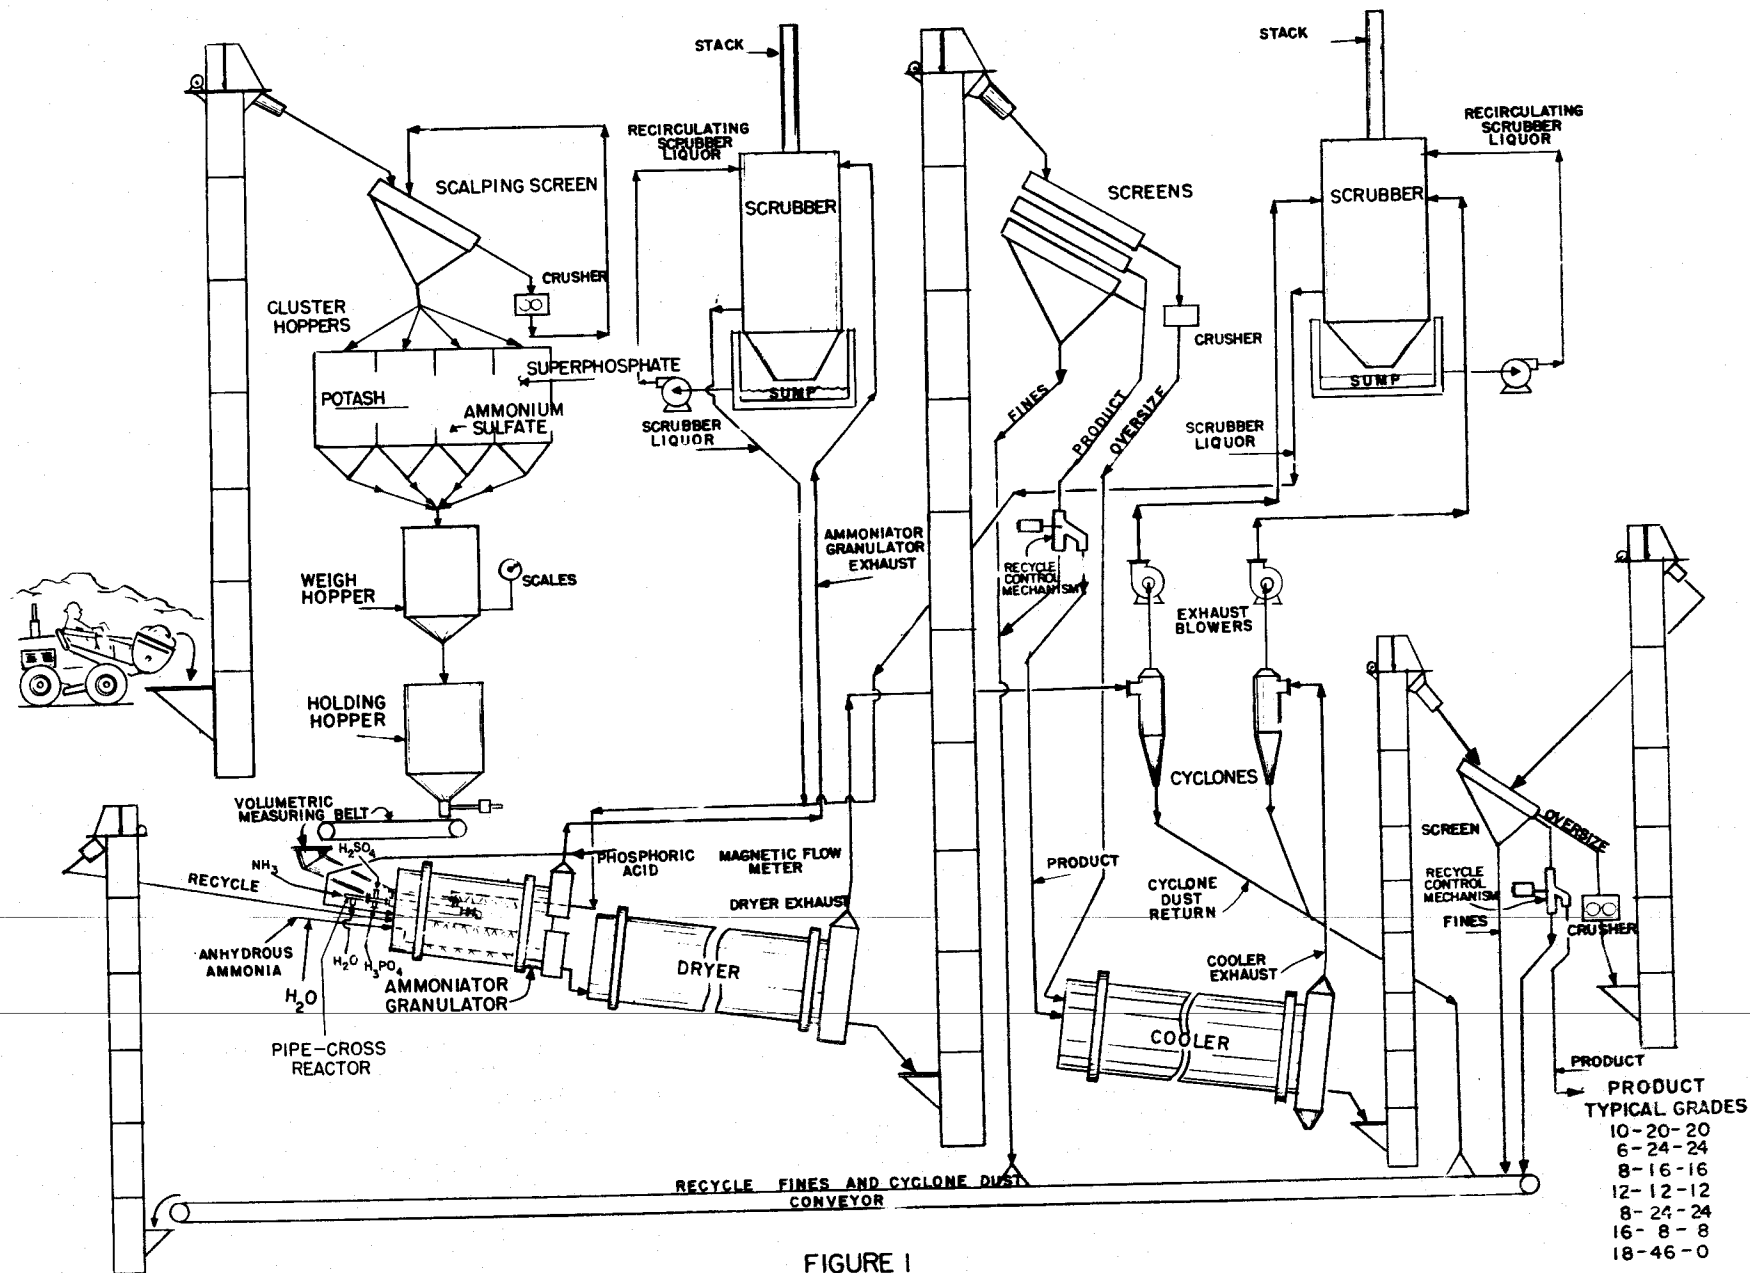 STACK
STACK
RECIRCULATING
SCRUBBER
LIQUOR
RECIRCULATING
SCRUBBER
LIQUOR
SCALPING SCREEN
SCRUBBER
SCREENS
SCRUBBER
CRUSHER
CLUSTER
HOPPERS
CRUSHER
SUPERPHOSPHATE
SUMP
SUMP
POTASH
AMMONIUM
SULFATE
SCRUBBER
LIQUOR
FINES
PRODUCT
OVERSIZE
SCRUBBER
LIQUOR
AMMONIATOR
GRANULATOR
EXHAUST
RECYCLE
CONTROL
MECHANISM
WEIGH
HOPPER
SCALES
EXHAUST
BLOWERS
HOLDING
HOPPER
CYCLONES
VOLUMETRIC
MEASURING BELT
H2SO4
NH3
RECYCLE
PHOSPHORIC
ACID
MAGNETIC FLOW
METER
PRODUCT
SCREEN
OVERSIZE
DRYER EXHAUST
CYCLONE
DUST
RETURN
RECYCLE
CONTROL
MECHANISM
FINES
CRUSHER
ANHYDROUS
AMMONIA
H2O
H3PO4
H2O
AMMONIATOR
GRANULATOR
DRYER
COOLER
EXHAUST
PIPE-CROSS
REACTOR
COOLER
PRODUCT
PRODUCT
TYPICAL GRADES
10-20-20
6-24-24
8-16-16
12-12-12
8-24-24
16-8-8
18-46-0
RECYCLE FINES AND CYCLONE DUST
CONVEYOR
FIGURE 1